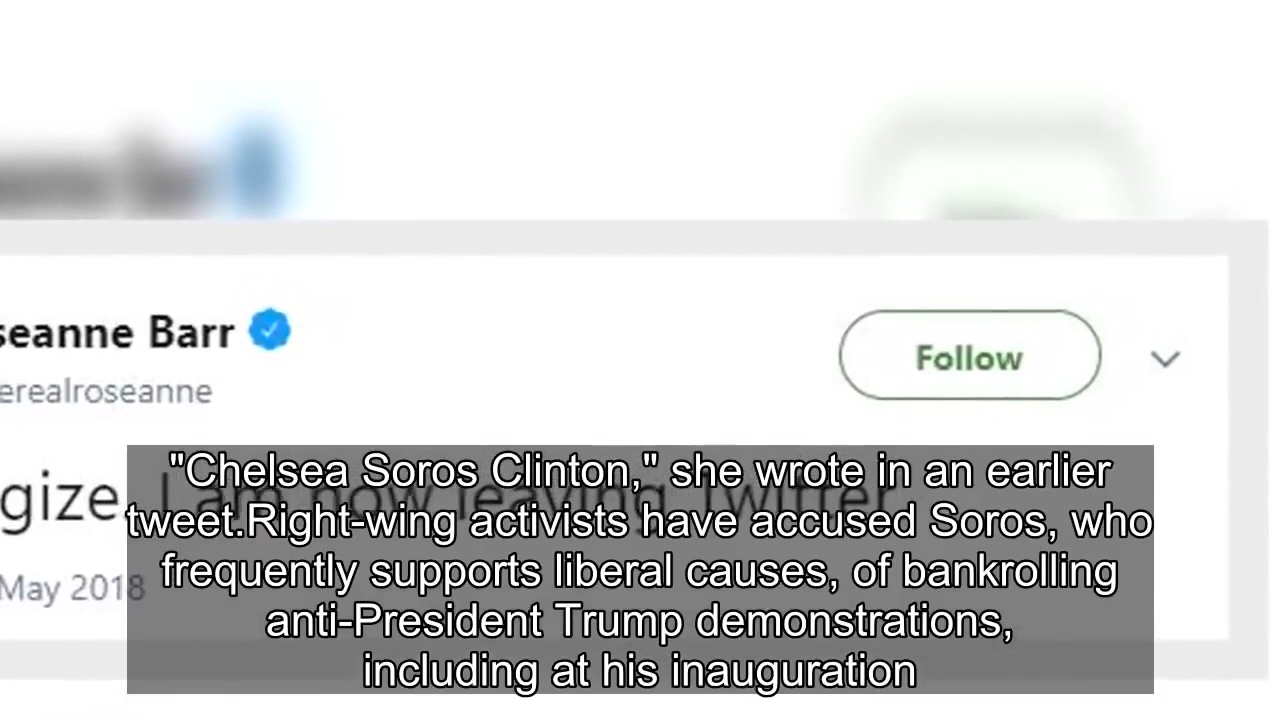 seanne Barr
erealroseanne
Follow
gize. I am now leaving Twitter
May 2018
"Chelsea Soros Clinton," she wrote in an earlier
tweet.Right-wing activists have accused Soros, who
frequently supports liberal causes, of bankrolling
anti-President Trump demonstrations,
including at his inauguration